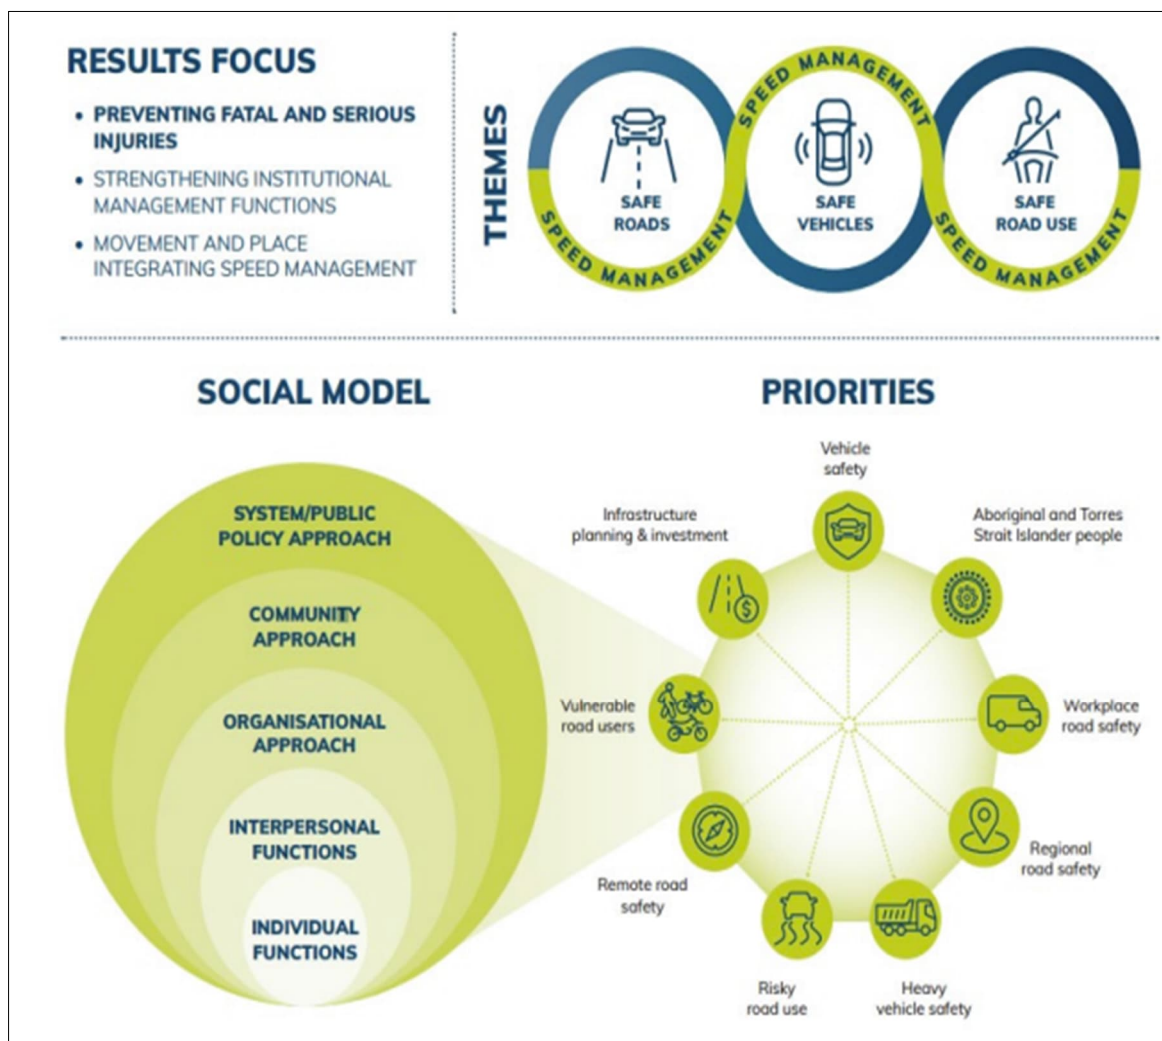 RESULTS FOCUS
• PREVENTING FATAL AND SERIOUS
INJURIES
• STRENGTHENING INSTITUTIONAL
MANAGEMENT FUNCTIONS
• MOVEMENT AND PLACE
INTEGRATING SPEED MANAGEMENT
THEMES
SAFE
ROADS
SPEED MANAGEMENT
SPEED MANAGEMENT
SAFE
VEHICLES
SAFE
ROAD USE
SPEED MANAGEMENT
SOCIAL MODEL
SYSTEM/PUBLIC
POLICY APPROACH
COMMUNITY
APPROACH
ORGANISATIONAL
APPROACH
INTERPERSONAL
FUNCTIONS
INDIVIDUAL
FUNCTIONS
PRIORITIES
Vehicle
safety
Aboriginal and Torres
Strait Islander people
Workplace
road safety
Regional
road safety
Heavy
vehicle safety
Risky
road use
Remote road
safety
Vulnerable
road users
Infrastructure
planning & investment
$